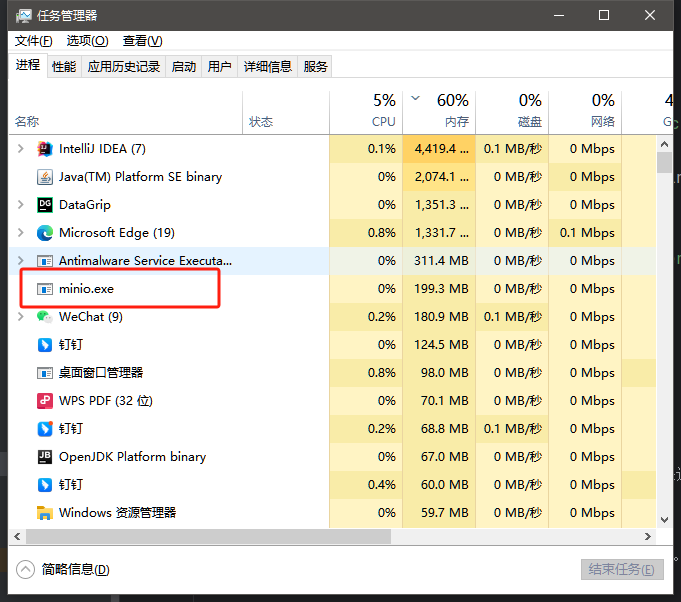 任务管理器
文件(F) 选项(O) 查看(V)
进程 性能 应用历史记录 启动 用户 详细信息 服务
5% 60% 0% 0% 4
名称 状态 CPU 内存 磁盘 网络 G
IntelliJ IDEA (7) 0.1% 4,419.4 ... 0.1 MB/秒 0 Mbps
Java(TM) Platform SE binary 0% 2,074.1 ... 0 MB/秒 0 Mbps
DG DataGrip 0% 1,351.3 ... 0 MB/秒 0 Mbps
Microsoft Edge (19) 0.8% 1,331.7 ... 0 MB/秒 0.1 Mbps
Antimalware Service Executa... 0% 311.4 MB 0 MB/秒 0 Mbps
minio.exe 0% 199.3 MB 0 MB/秒 0 Mbps
WeChat (9) 0.2% 180.9 MB 0.1 MB/秒 0 Mbps
钉钉 0% 124.5 MB 0 MB/秒 0 Mbps
桌面窗口管理器 0.8% 98.0 MB 0 MB/秒 0 Mbps
WPS PDF (32 位) 0% 70.1 MB 0 MB/秒 0 Mbps
钉钉 0.2% 68.8 MB 0.1 MB/秒 0 Mbps
JB OpenJDK Platform binary 0% 67.0 MB 0 MB/秒 0 Mbps
钉钉 0.4% 60.0 MB 0 MB/秒 0 Mbps
Windows 资源管理器 0% 59.7 MB 0 MB/秒 0 Mbps
简略信息(D) 结束任务(E)